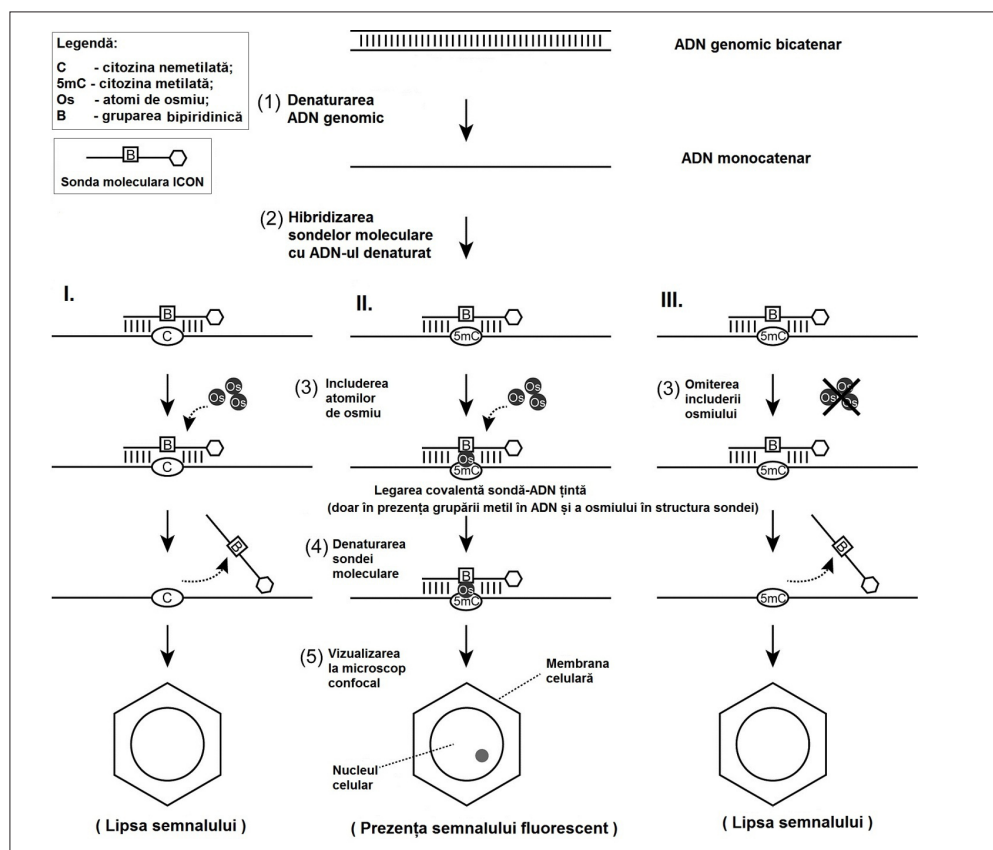 Legendă:
C - citozina nemetilată;
5mC - citozina metilată;
Os - atomi de osmiu;
B - gruparea bipiridinică
B
Sonda moleculara ICON
ADN genomic bicatenar
(1) Denaturarea
ADN genomic
ADN monocatenar
(2) Hibridizarea
sondelor moleculare
cu ADN-ul denaturat
I.
II.
III.
B
C
B
5mC
B
5mC
Os
Os
Os
(3) Includerea
atomilor
de osmiu
Os
Os
Os
(3) Omiterea
includerii
osmiului
Os
Os
Os
B
C
B
Os
5mC
B
5mC
Legarea covalentă sondă-ADN țintă
(doar în prezența grupării metil în ADN și a osmiului în structura sondei)
B
C
(4) Denaturarea
sondei
moleculare
B
Os
5mC
B
5mC
(5) Vizualizarea
la microscop
confocal
Membrana
celulară
Nucleul
celular
( Lipsa semnalului )
( Prezența semnalului fluorescent )
( Lipsa semnalului )